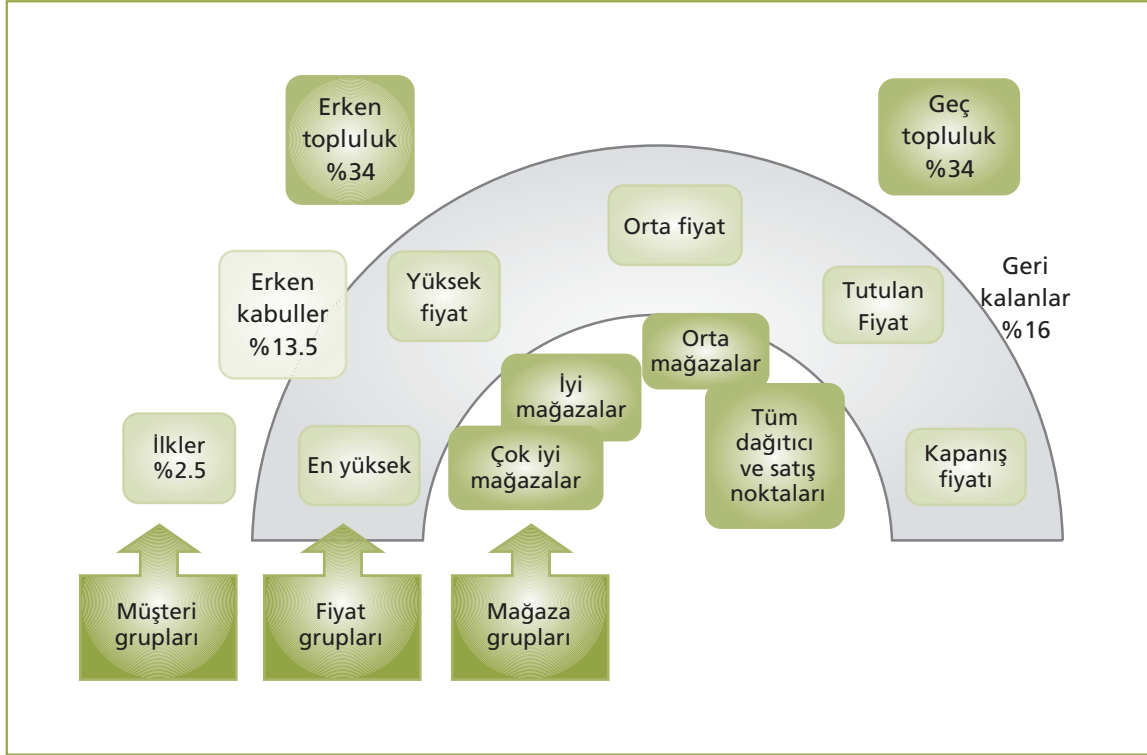 Erken
topluluk
%34
Geç
topluluk
%34
Orta fiyat
Erken
kabuller
%13.5
Yüksek
fiyat
Tutulan
Fiyat
Geri
kalanlar
%16
Orta
mağazalar
İyi
mağazalar
Tüm
dağıtıcı
ve satış
noktaları
İlkler
%2.5
En yüksek
Çok iyi
mağazalar
Kapanış
fiyatı
Müşteri
grupları
Fiyat
grupları
Mağaza
grupları